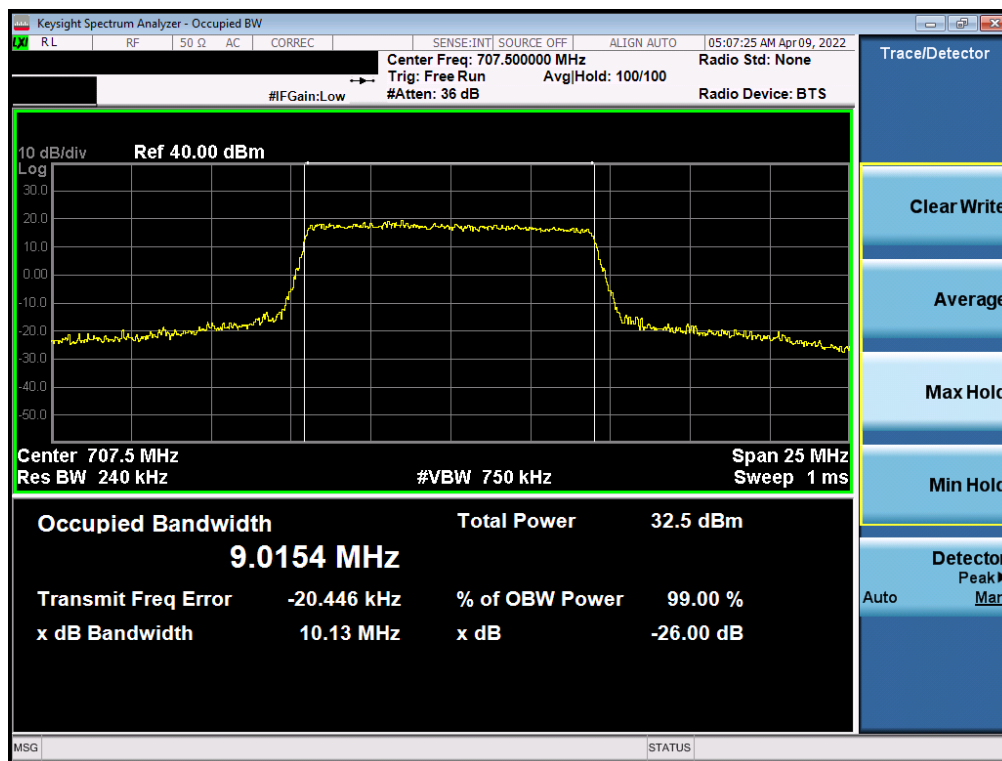 Keysight Spectrum Analyzer - Occupied BW
LXI RL RF 50 Ω AC CORREC SENSE:INT SOURCE OFF ALIGN AUTO 05:07:25 AM Apr 09, 2022
Center Freq: 707.500000 MHz Radio Std: None
Trig: Free Run Avg|Hold: 100/100
#IFGain:Low #Atten: 36 dB Radio Device: BTS
Trace/Detector
10 dB/div Ref 40.00 dBm
Log
30.0
20.0
10.0
0.00
-10.0
-20.0
-30.0
-40.0
-50.0
Center 707.5 MHz Span 25 MHz
Res BW 240 kHz #VBW 750 kHz Sweep 1 ms
Clear Write
Average
Max Hold
Min Hold
Detector
Peak
Auto Man
Occupied Bandwidth Total Power 32.5 dBm
9.0154 MHz
Transmit Freq Error -20.446 kHz % of OBW Power 99.00 %
x dB Bandwidth 10.13 MHz x dB -26.00 dB
MSG STATUS